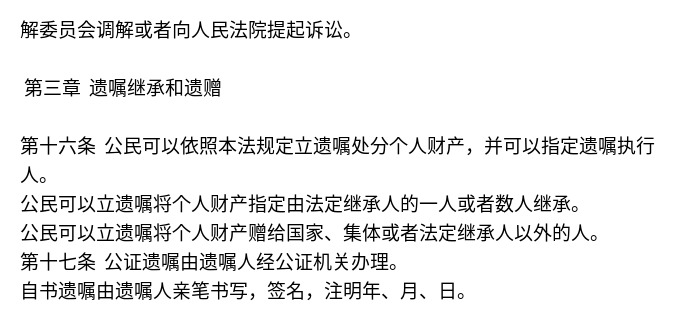 解委员会调解或者向人民法院提起诉讼。
第三章 遗嘱继承和遗赠
第十六条 公民可以依照本法规定立遗嘱处分个人财产，并可以指定遗嘱执行
人。
公民可以立遗嘱将个人财产指定由法定继承人的一人或者数人继承。
公民可以立遗嘱将个人财产赠给国家、集体或者法定继承人以外的人。
第十七条 公证遗嘱由遗嘱人经公证机关办理。
自书遗嘱由遗嘱人亲笔书写，签名，注明年、月、日。